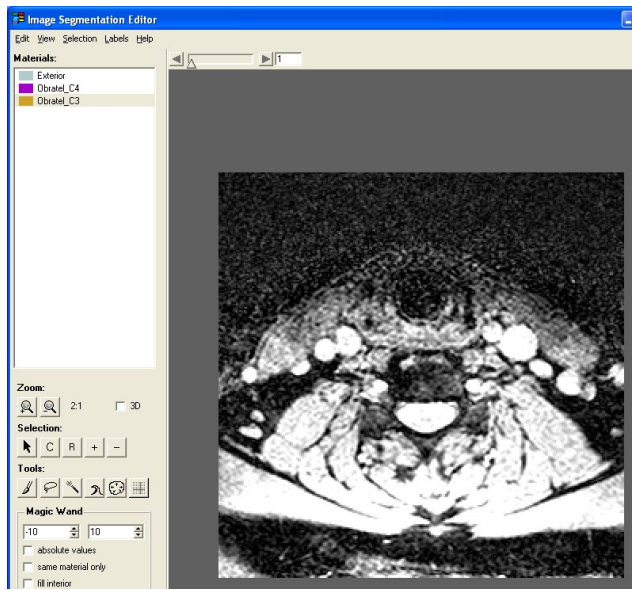 Image Segmentation Editor
Edit View Selection Labels Help
Materials:
1
Exterior
Obratel_C4
Obratel_C3
Zoom:
2:1
3D
Selection:
C R + -
Tools:
Magic Wand
-10 10
absolute values
same material only
fill interior